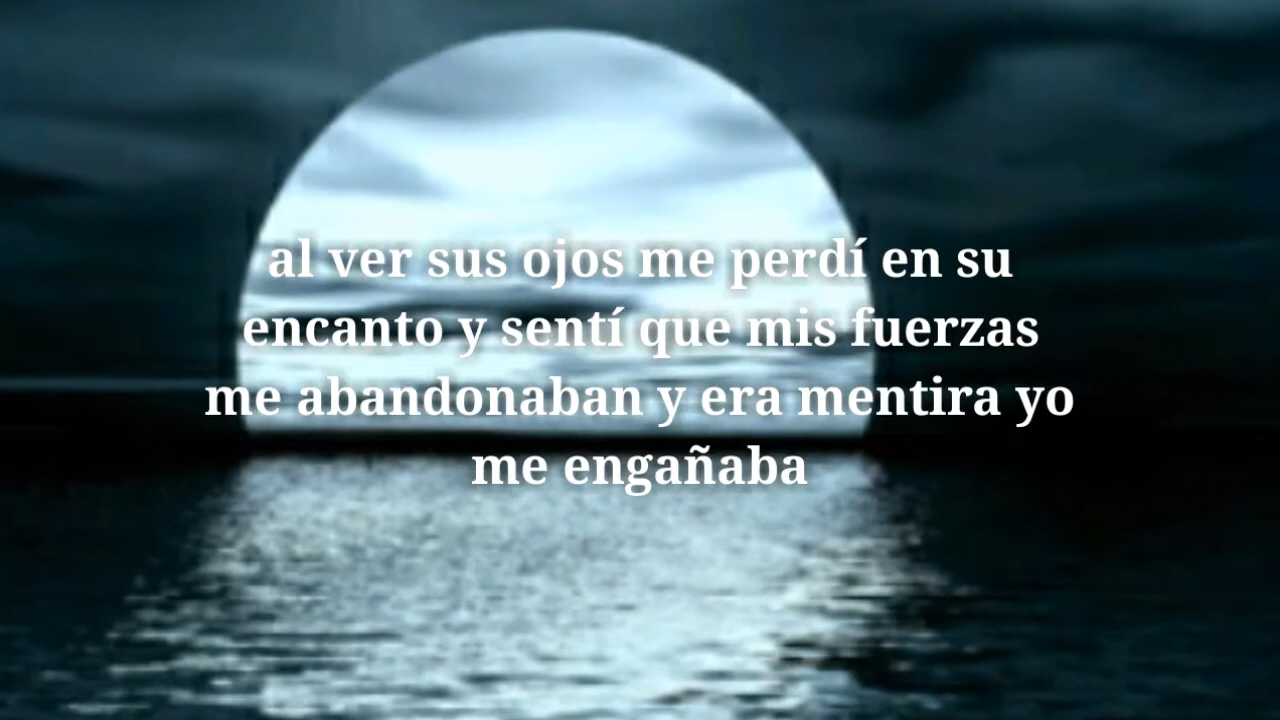 al ver sus ojos me perdí en su
encanto y sentí que mis fuerzas
me abandonaban y era mentira yo
me engañaba